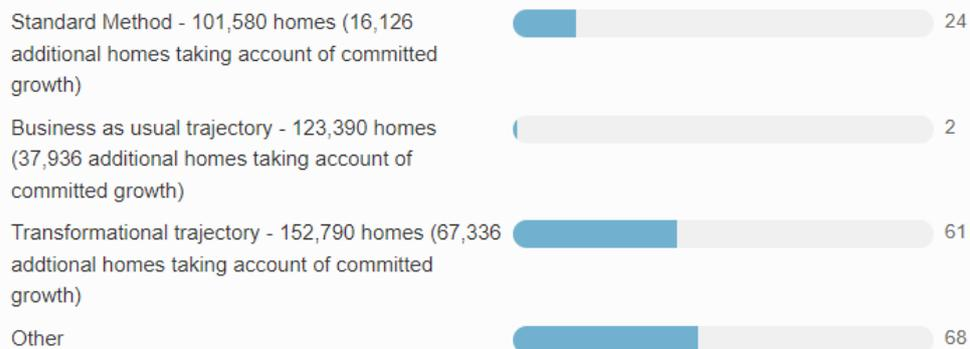 Standard Method - 101,580 homes (16,126
additional homes taking account of committed
growth)
24
Business as usual trajectory - 123,390 homes
(37,936 additional homes taking account of
committed growth)
2
Transformational trajectory - 152,790 homes (67,336
addtional homes taking account of committed
growth)
61
Other
68